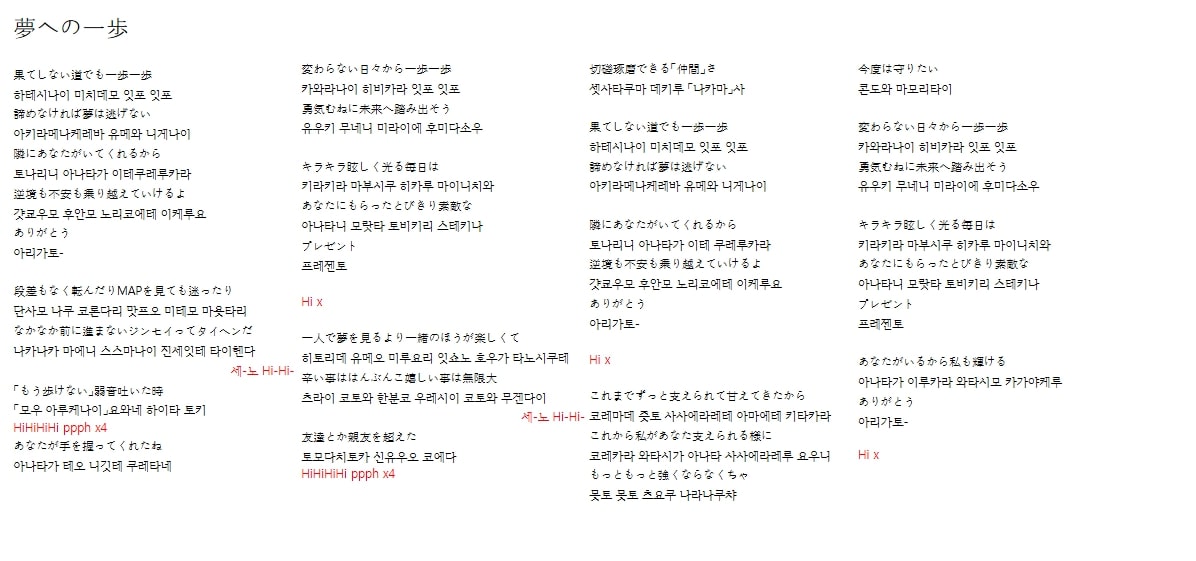 夢への一歩
果てしない道でも一歩一歩
하테시나이 미치데모 잇포 잇포
諦めなければ夢は逃げない
아키라메나케레바 유메와 니게나이
隣にあなたがいてくれるから
토나리니 아나타가 이테쿠레루카라
逆境も不安も乗り越えていけるよ
걋쿄우모 후안모 노리코에테 이케루요
ありがとう
아리가토-
段差もなく転んだりMAPを見ても迷ったり
단사모 나쿠 코론다리 맛프오 미테모 마욧타리
なかなか前に進まないジンセイってタイヘンだ
나카나카 마에니 스스마나이 진세잇테 타이헨다
세-노 Hi-Hi-
「もう歩けない」弱音吐いた時
「모우 아루케나이」요와네 하이타 토키
HiHiHiHi ppph x4
あなたが手を握ってくれたね
아나타가 테오 니깃테 쿠레타네
変わらない日々から一歩一歩
카와라나이 히비카라 잇포 잇포
勇気むねに未来へ踏み出そう
유우키 무네니 미라이에 후미다소우
キラキラ眩しく光る毎日は
키라키라 마부시쿠 히카루 마이니치와
あなたにもらったとびきり素敵な
아나타니 모랏타 토비키리 스테키나
プレゼント
프레젠토
Hi x
一人で夢を見るより一緒のほうが楽しくて
히토리데 유메오 미루요리 잇쇼노 호우가 타노시쿠테
辛い事ははんぶんこ嬉しい事は無限大
츠라이 코토와 한분코 우레시이 코토와 무겐다이
세-노 Hi-Hi-
友達とか親友を超えた
토모다치토카 신유우오 코에다
HiHiHiHi ppph x4
切磋琢磨できる「仲間」さ
셋사타쿠마 데키루 「나카마」사
果てしない道でも一歩一歩
하테시나이 미치데모 잇포 잇포
諦めなければ夢は逃げない
아키라메나케레바 유메와 니게나이
隣にあなたがいてくれるから
토나리니 아나타가 이테 쿠레루카라
逆境も不安も乗り越えていけるよ
걋쿄우모 후안모 노리코에테 이케루요
ありがとう
아리가토-
Hi x
これまでずっと支えられて甘えてきたから
코레마데 즛토 사사에라레테 아마에테 키타카라
これから私があなた支えられる様に
코레카라 와타시가 아나타 사사에라레루 요우니
もっともっと強くならなくちゃ
못토 못토 츠요쿠 나라나쿠챠
今度は守りたい
콘도와 마모리타이
変わらない日々から一歩一歩
카와라나이 히비카라 잇포 잇포
勇気むねに未来へ踏み出そう
유우키 무네니 미라이에 후미다소우
キラキラ眩しく光る毎日は
키라키라 마부시쿠 히카루 마이니치와
あなたにもらったとびきり素敵な
아나타니 모랏타 토비키리 스테키나
プレゼント
프레젠토
あなたがいるから私も輝ける
아나타가 이루카라 와타시모 카가야케루
ありがとう
아리가토-
Hi x